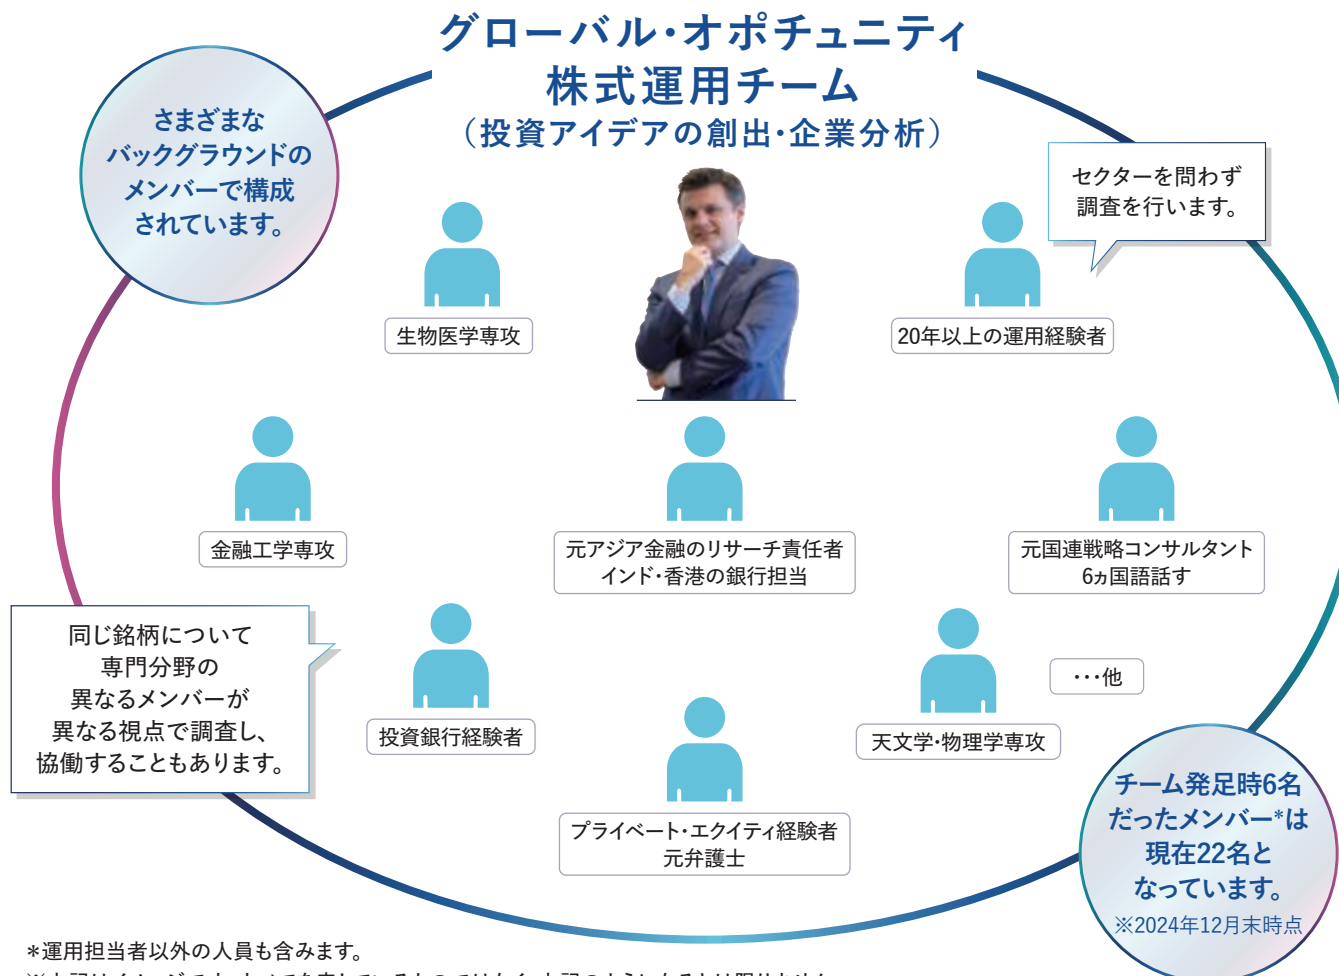 グローバル・オポチュニティ
株式運用チーム
(投資アイデアの創出・企業分析)
さまざまな
バックグラウンドの
メンバーで構成
されています。
セクターを問わず
調査を行います。
生物医学専攻
20年以上の運用経験者
金融工学専攻
元アジア金融のリサーチ責任者
インド・香港の銀行担当
元国連戦略コンサルタント
6ヵ国語話す
同じ銘柄について
専門分野の
異なるメンバーが
異なる視点で調査し、
協働することもあります。
投資銀行経験者
天文学・物理学専攻
・・・他
プライベート・エクイティ経験者
元弁護士
チーム発足時6名
だったメンバー*は
現在22名と
なっています。
※2024年12月末時点
*運用担当者以外の人員も含みます。